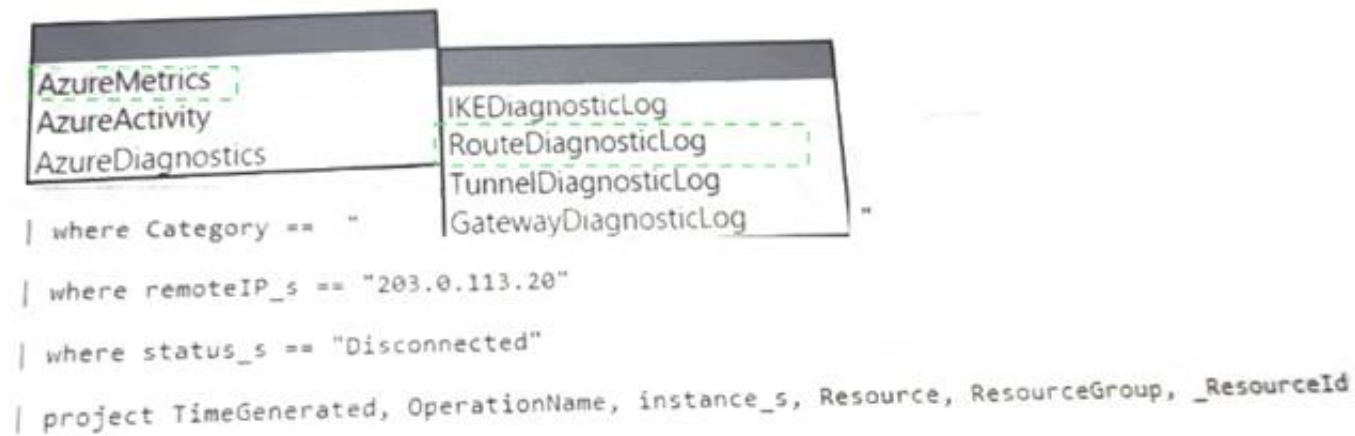 AzureMetrics
AzureActivity
AzureDiagnostics
IKEDiagnosticLog
RouteDiagnosticLog
TunnelDiagnosticLog
GatewayDiagnosticLog
| where Category == " "
| where remoteIP_s == "203.0.113.20"
| where status_s == "Disconnected"
| project TimeGenerated, OperationName, instance_s, Resource, ResourceGroup, _ResourceId